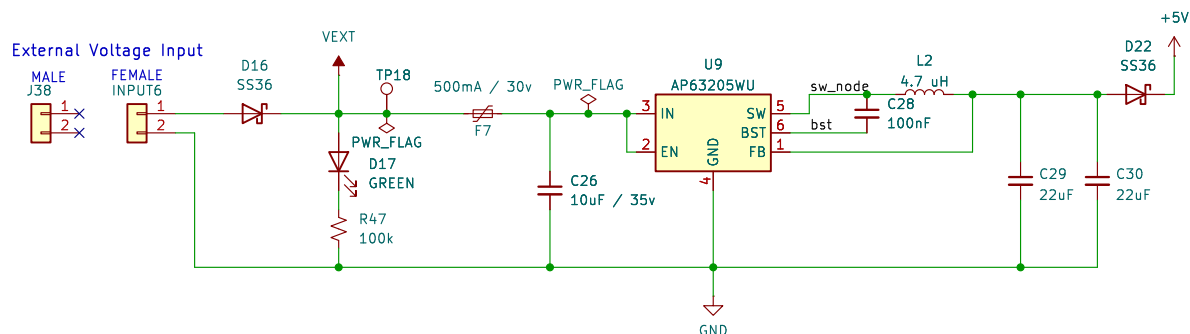 External Voltage Input
MALE
J38
1
2
FEMALE
INPUT6
1
2
D16
SS36
VEXT
TP18
PWR_FLAG
D17
GREEN
R47
100k
500mA / 30v
F7
PWR_FLAG
C26
10uF / 35v
U9
AP63205WU
3
IN
2
EN
GND
4
SW
5
BST
6
FB
1
sw_node
bst
C28
100nF
L2
4.7 uH
C29
22uF
C30
22uF
D22
SS36
+5V
GND